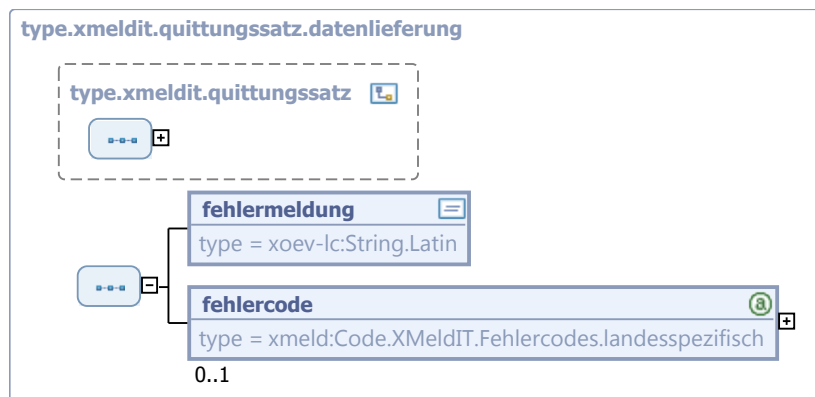 type.xmeldit.quittungssatz.datenlieferung
type.xmeldit.quittungssatz
fehlermeldung
type = xoev-lc:String.Latin
fehlercode
type = xmeld:Code.XMeldIT.Fehlercodes.landesspezifisch
0..1